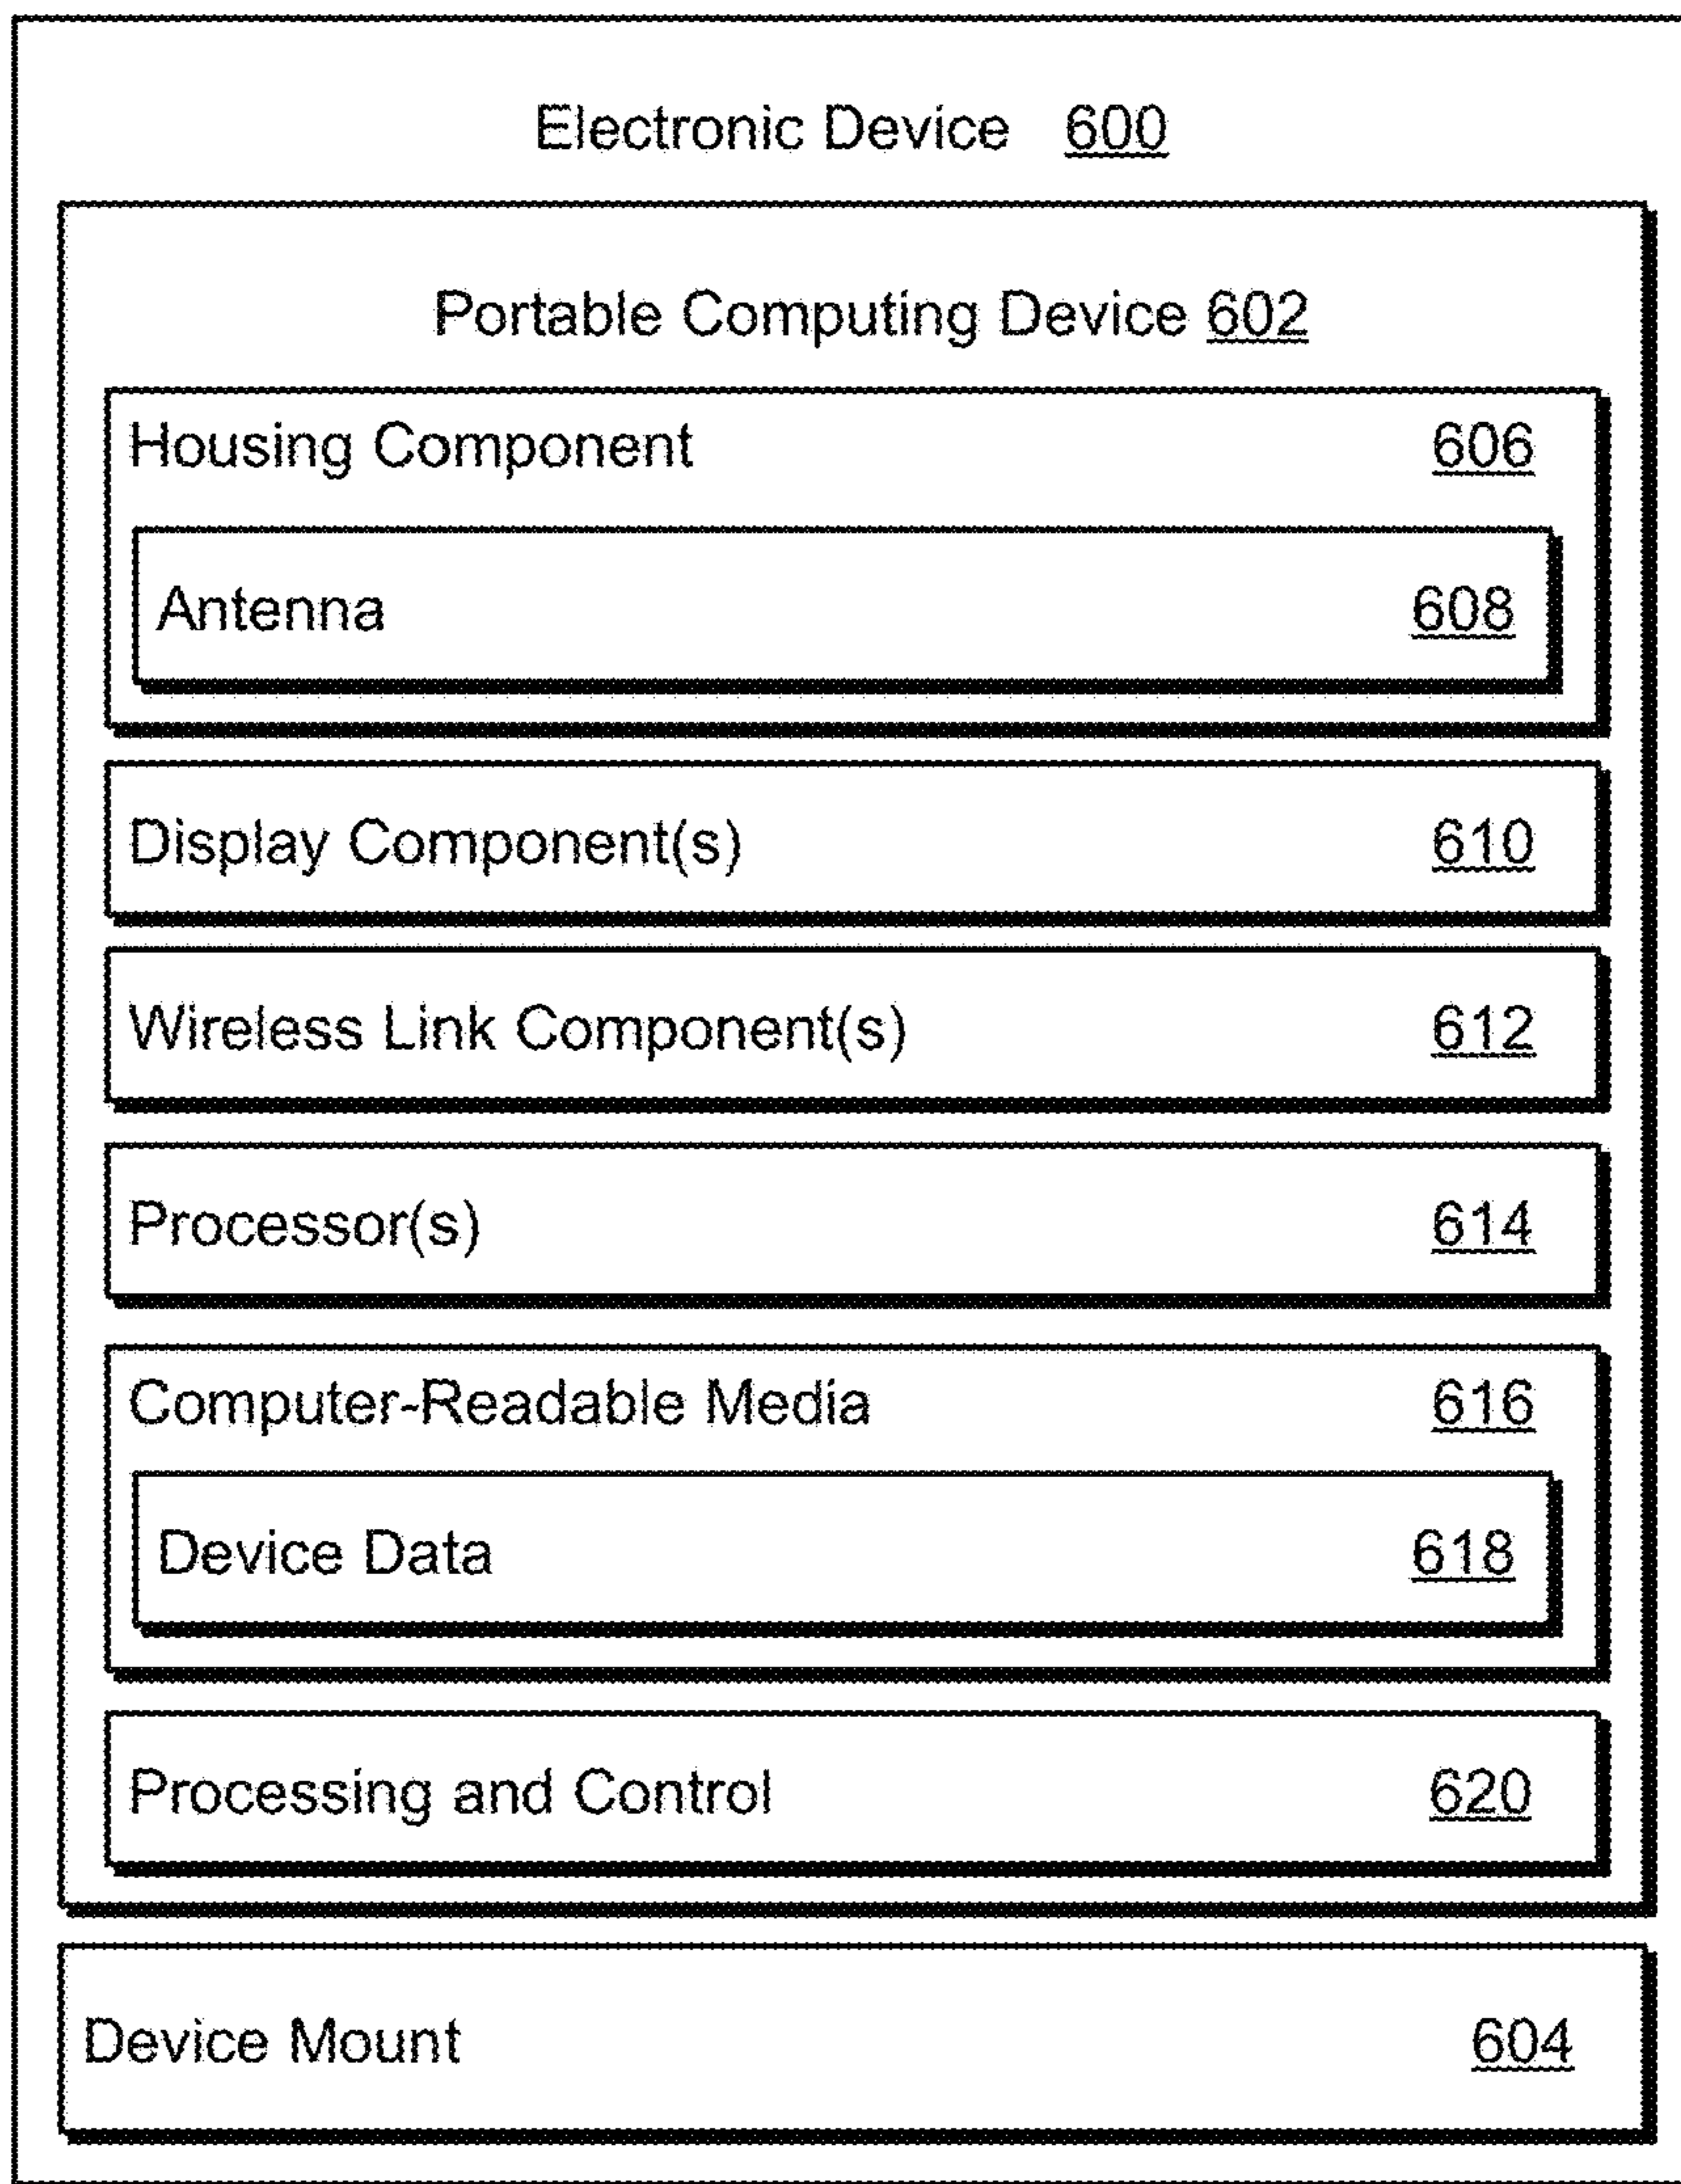 Electronic Device 600
Portable Computing Device 602
Housing Component 606
Antenna 608
Display Component(s) 610
Wireless Link Component(s) 612
Processor(s) 614
Computer-Readable Media 616
Device Data 618
Processing and Control 620
Device Mount 604